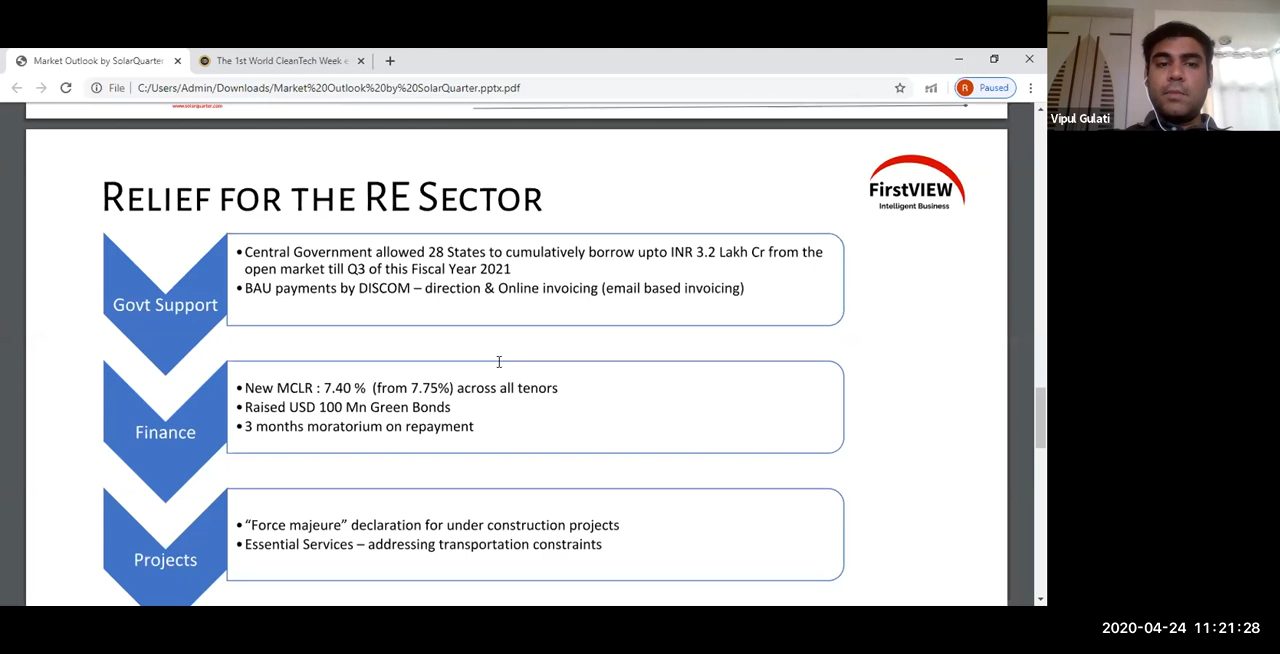 Market Outlook by SolarQuarter
The 1st World CleanTech Week
File
C:/Users/Admin/Downloads/Market%20Outlook%20by%20SolarQuarter.pptx.pdf
R Paused
Vipul Gulati
www.solarquarter.com
RELIEF FOR THE RE SECTOR
FirstVIEW
Intelligent Business
Govt Support
•Central Government allowed 28 States to cumulatively borrow upto INR 3.2 Lakh Cr from the
open market till Q3 of this Fiscal Year 2021
•BAU payments by DISCOM – direction & Online invoicing (email based invoicing)
Finance
•New MCLR : 7.40 % (from 7.75%) across all tenors
•Raised USD 100 Mn Green Bonds
•3 months moratorium on repayment
Projects
•“Force majeure” declaration for under construction projects
•Essential Services – addressing transportation constraints
2020-04-24 11:21:28